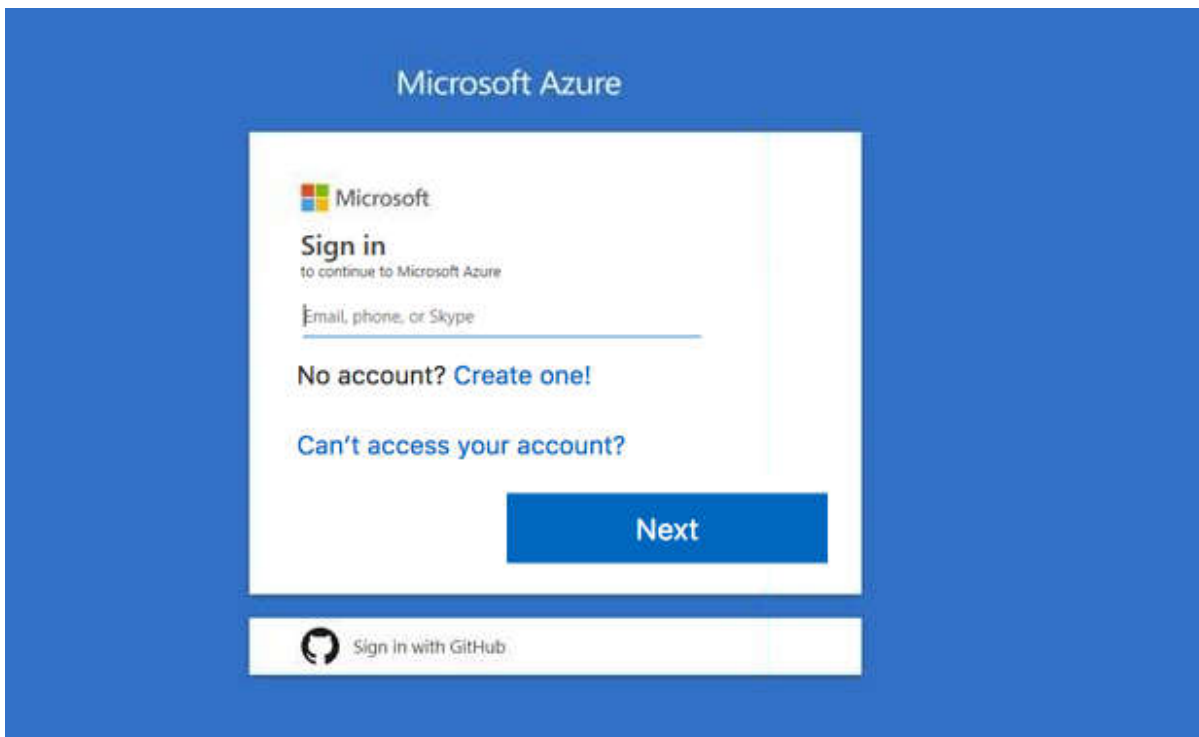 Microsoft Azure
Microsoft
Sign in
to continue to Microsoft Azure
Email, phone, or Skype
No account? Create one!
Can't access your account?
Next
Sign in with GitHub